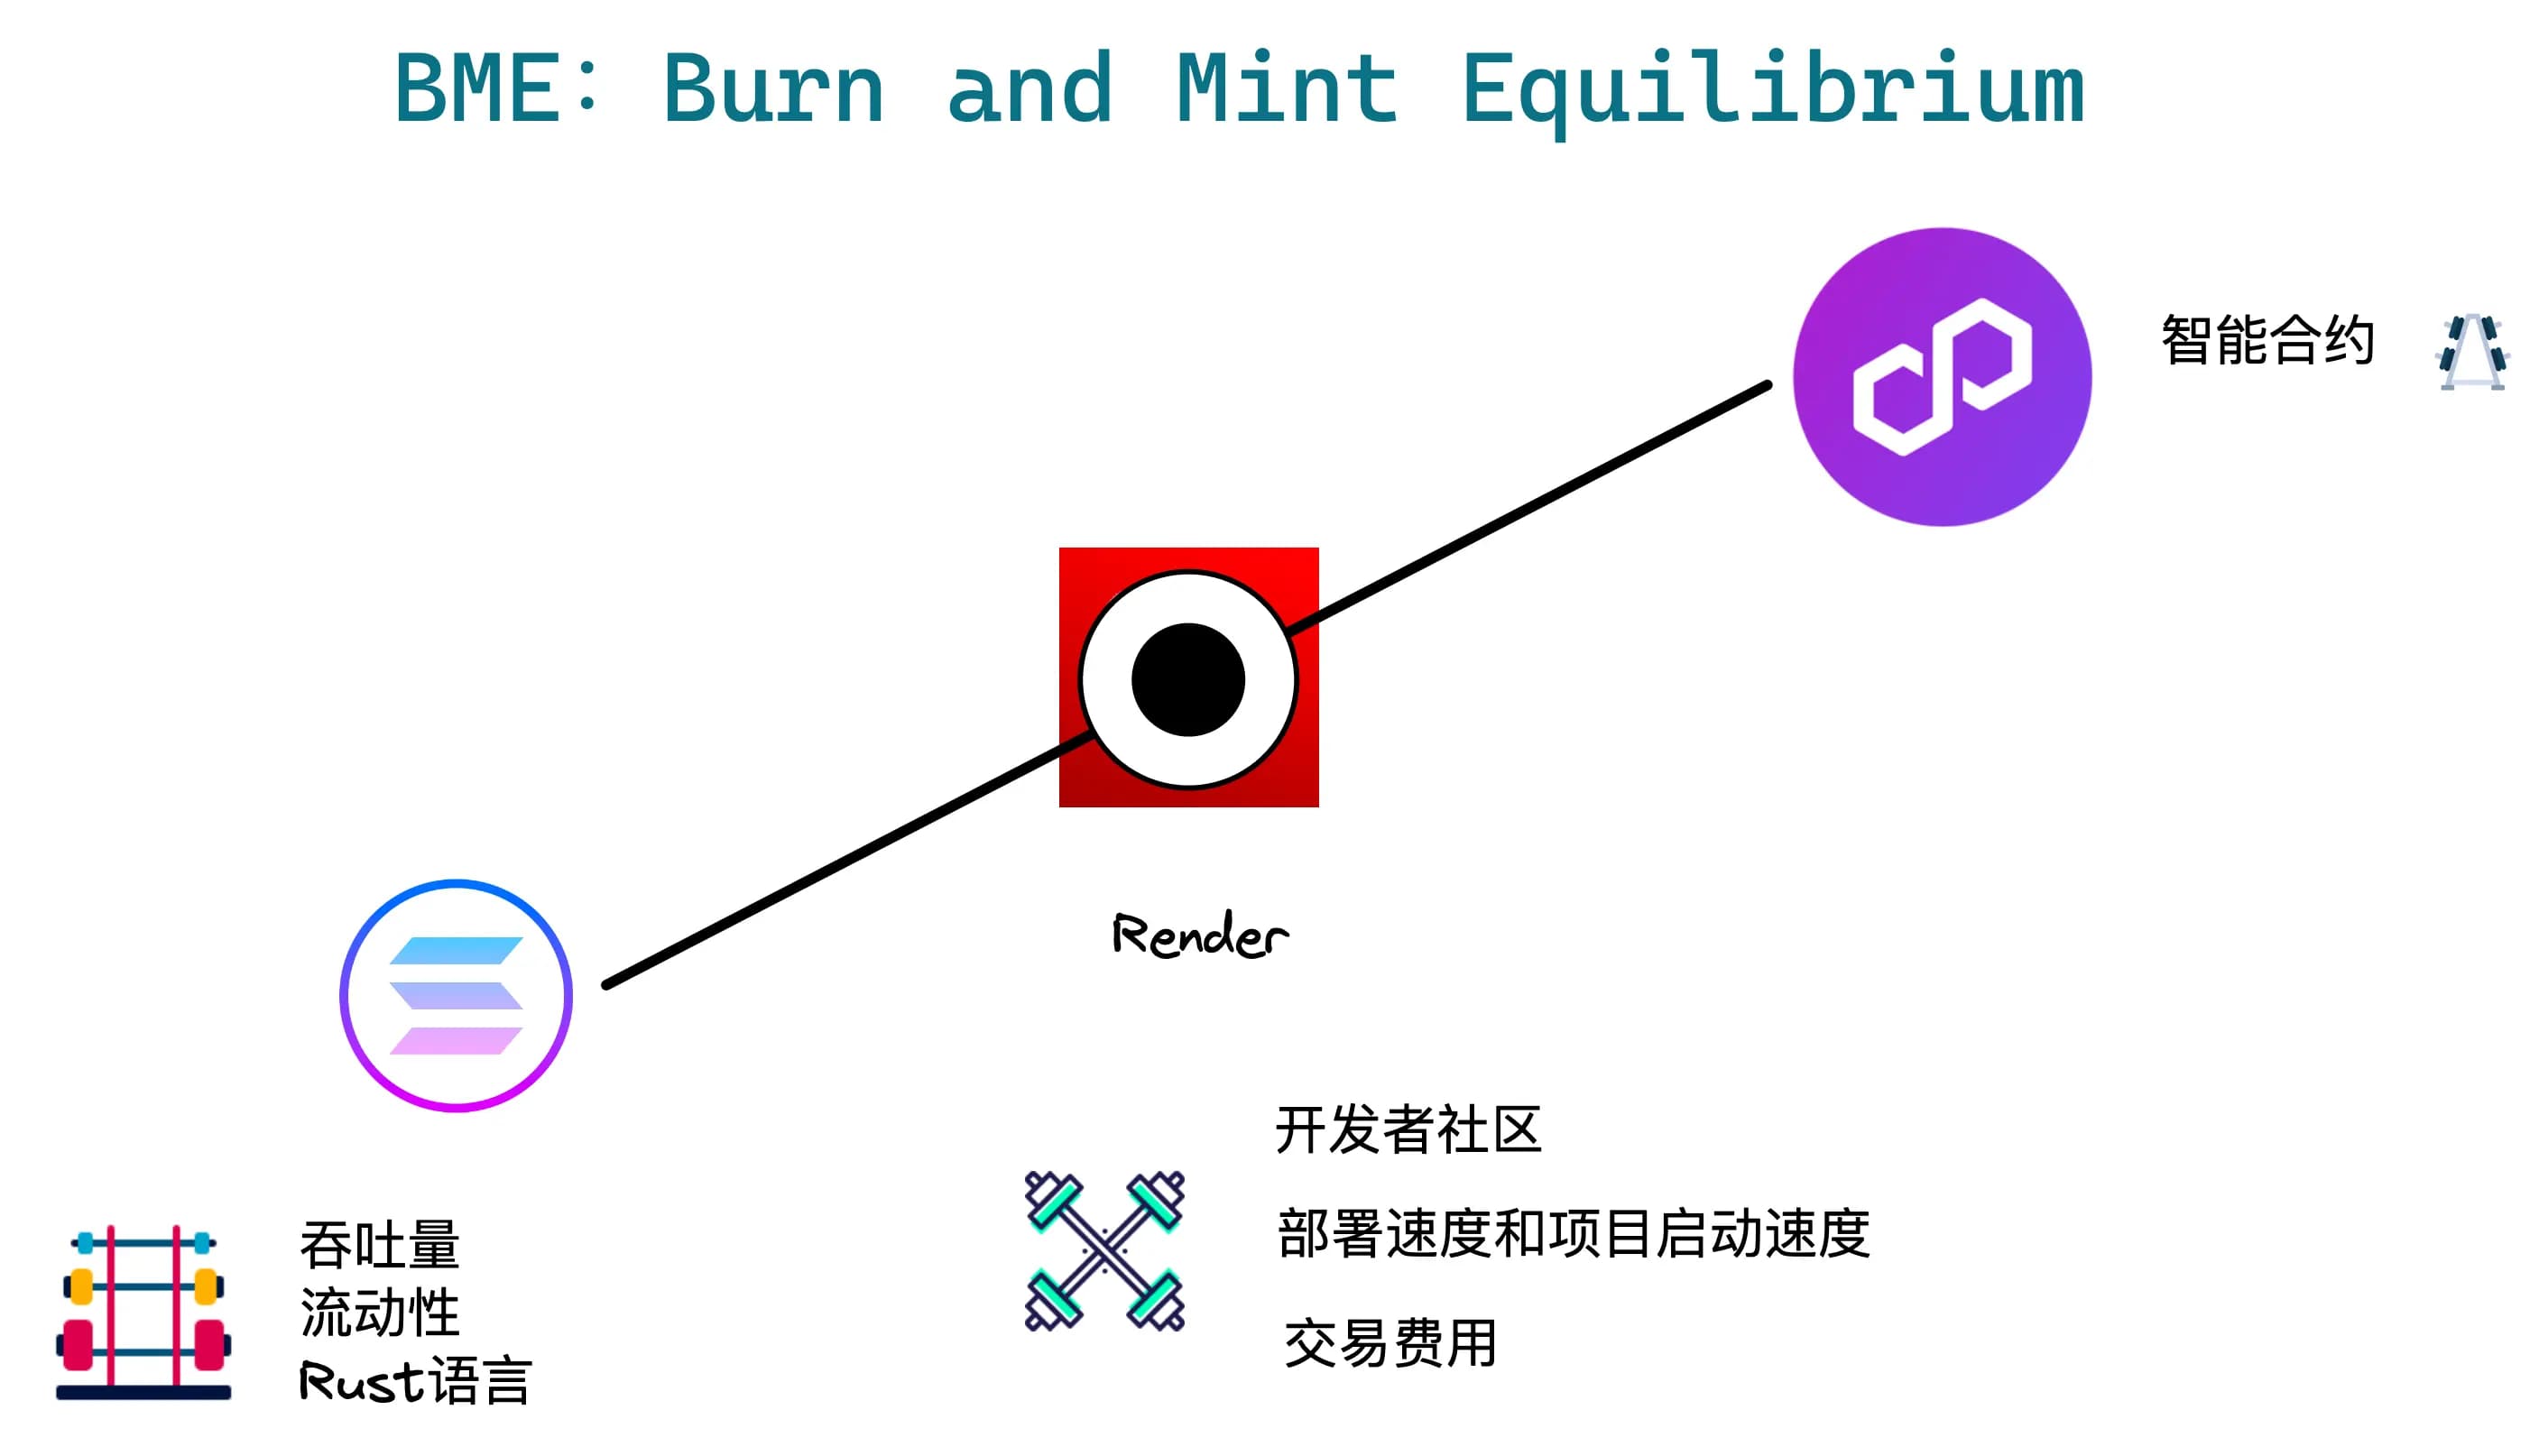 BME: Burn and Mint Equilibrium
智能合约
Render
吞吐量
流动性
Rust语言
开发者社区
部署速度和项目启动速度
交易费用